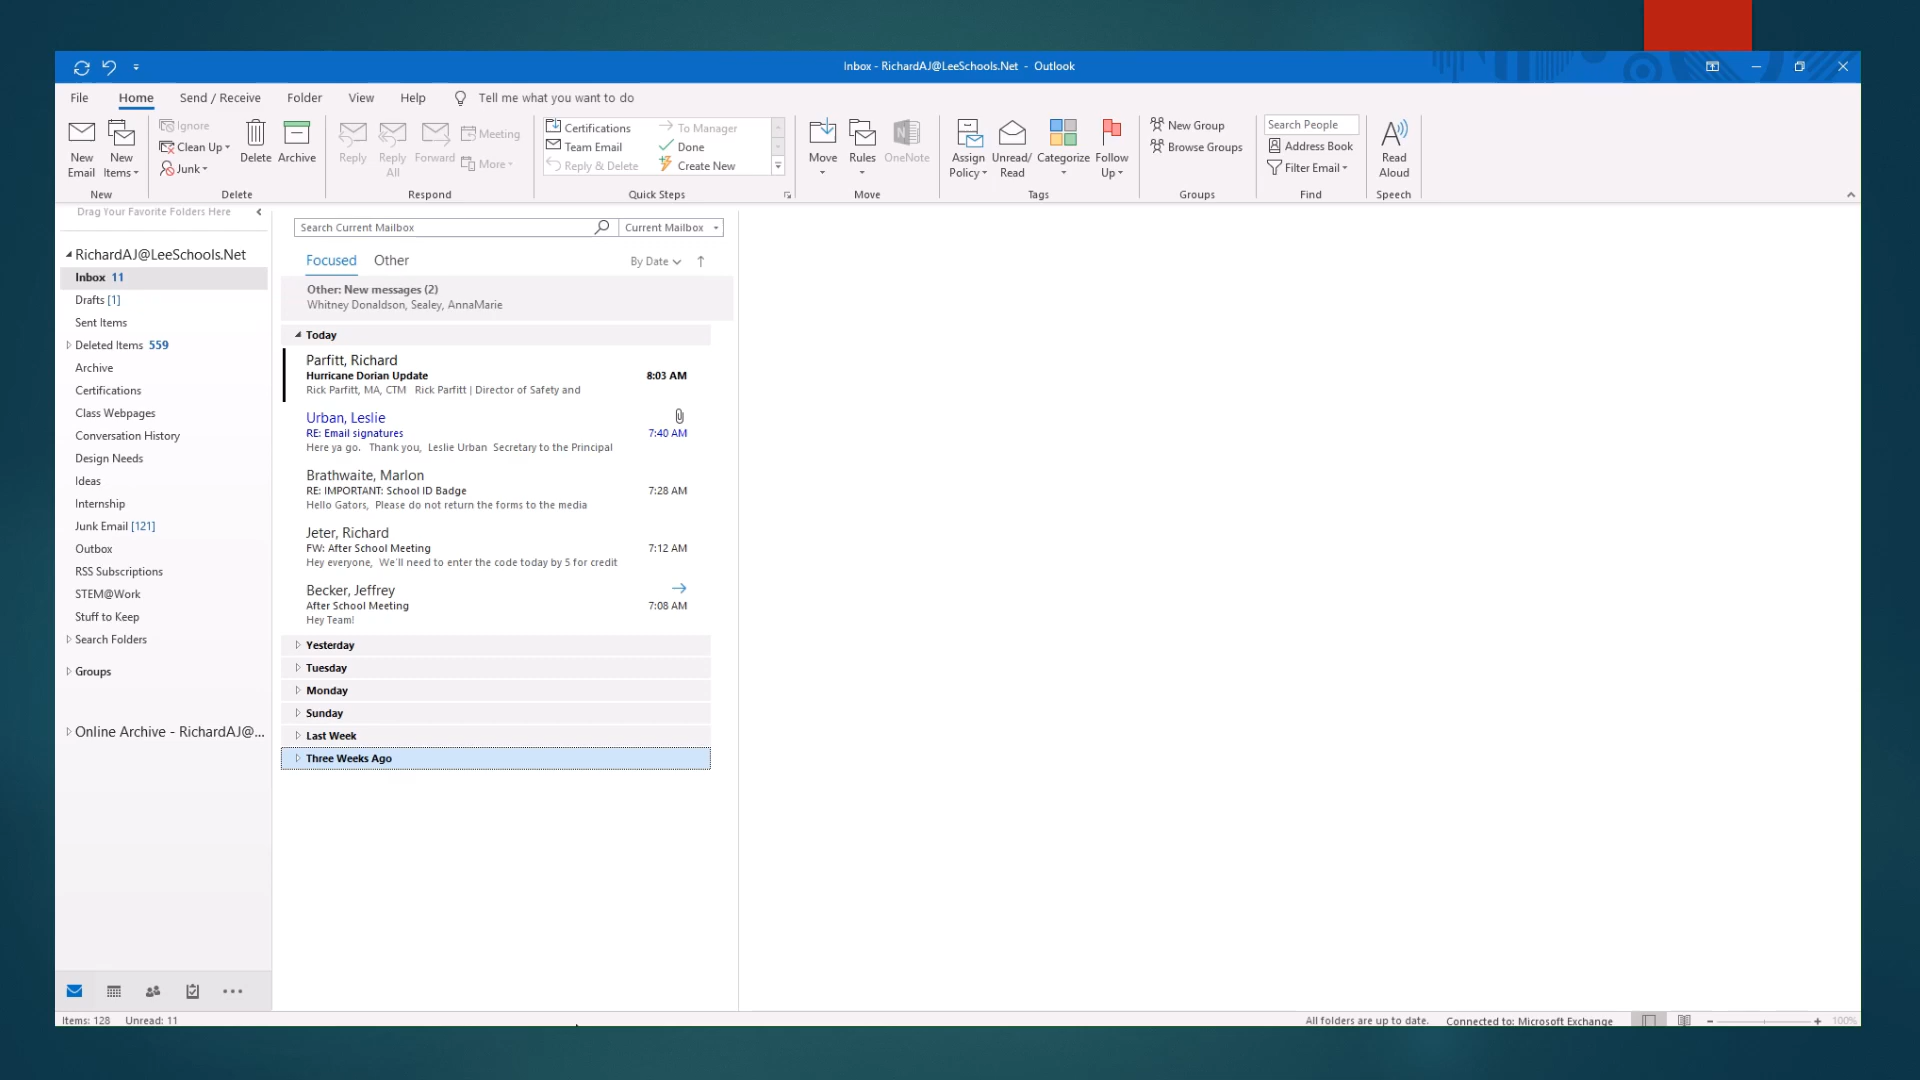 Inbox - RichardAJ@LeeSchools.Net - Outlook
File Home Send / Receive Folder View Help Tell me what you want to do
New Email
New Items
Ignore
Clean Up
Junk
Delete
Archive
Reply
Reply All
Forward
Meeting
More
Certifications
Team Email
Reply & Delete
To Manager
Done
Create New
Move
Rules
OneNote
Assign Policy
Unread/ Read
Categorize
Follow Up
New Group
Browse Groups
Search People
Address Book
Filter Email
Read Aloud
New Delete Respond Quick Steps Move Tags Groups Find Speech
Drag Your Favorite Folders Here
RichardAJ@LeeSchools.Net
Inbox 11
Drafts [1]
Sent Items
Deleted Items 559
Archive
Certifications
Class Webpages
Conversation History
Design Needs
Ideas
Internship
Junk Email [121]
Outbox
RSS Subscriptions
STEM@Work
Stuff to Keep
Search Folders
Groups
Online Archive - RichardAJ@...
Search Current Mailbox
Current Mailbox
Focused Other
By Date
Other: New messages (2)
Whitney Donaldson, Sealey, AnnaMarie
Today
Parfitt, Richard
Hurricane Dorian Update 8:03 AM
Rick Parfitt, MA, CTM Rick Parfitt | Director of Safety and
Urban, Leslie
RE: Email signatures 7:40 AM
Here ya go. Thank you, Leslie Urban Secretary to the Principal
Brathwaite, Marlon
RE: IMPORTANT: School ID Badge 7:28 AM
Hello Gators, Please do not return the forms to the media
Jeter, Richard
FW: After School Meeting 7:12 AM
Hey everyone, We'll need to enter the code today by 5 for credit
Becker, Jeffrey
After School Meeting 7:08 AM
Hey Team!
Yesterday
Tuesday
Monday
Sunday
Last Week
Three Weeks Ago
Items: 128 Unread: 11
All folders are up to date. Connected to: Microsoft Exchange 100%